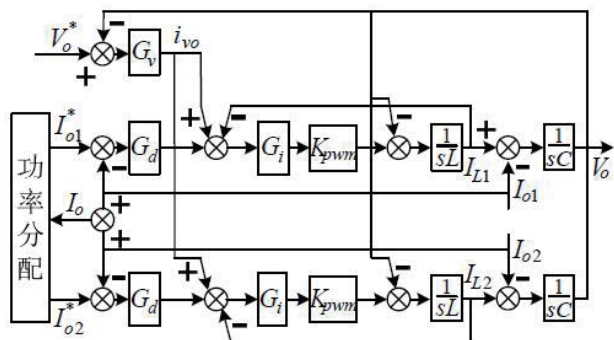 V_o^* − + G_v i_vo
I_o1^* − G_d + − G_i K_pwm − 1/sL I_L1 + − 1/sC V_o
功率分配 I_o + + I_o1
I_o2
I_o2^* − G_d + − G_i K_pwm − 1/sL I_L2 − 1/sC